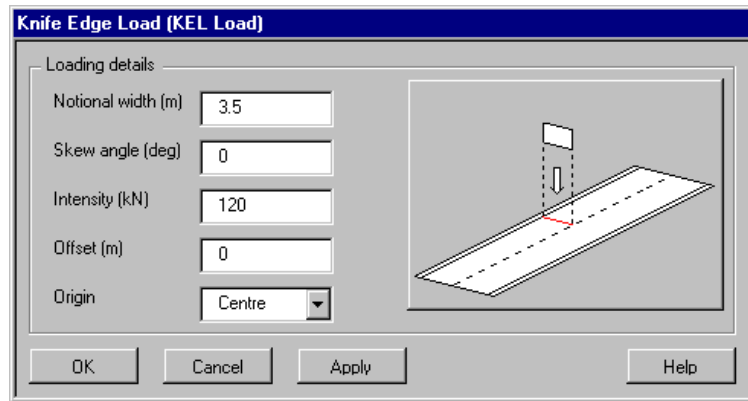 Knife Edge Load (KEL Load)
Loading details
Notional width (m) 3.5
Skew angle (deg) 0
Intensity (kN) 120
Offset (m) 0
Origin Centre
OK Cancel Apply Help